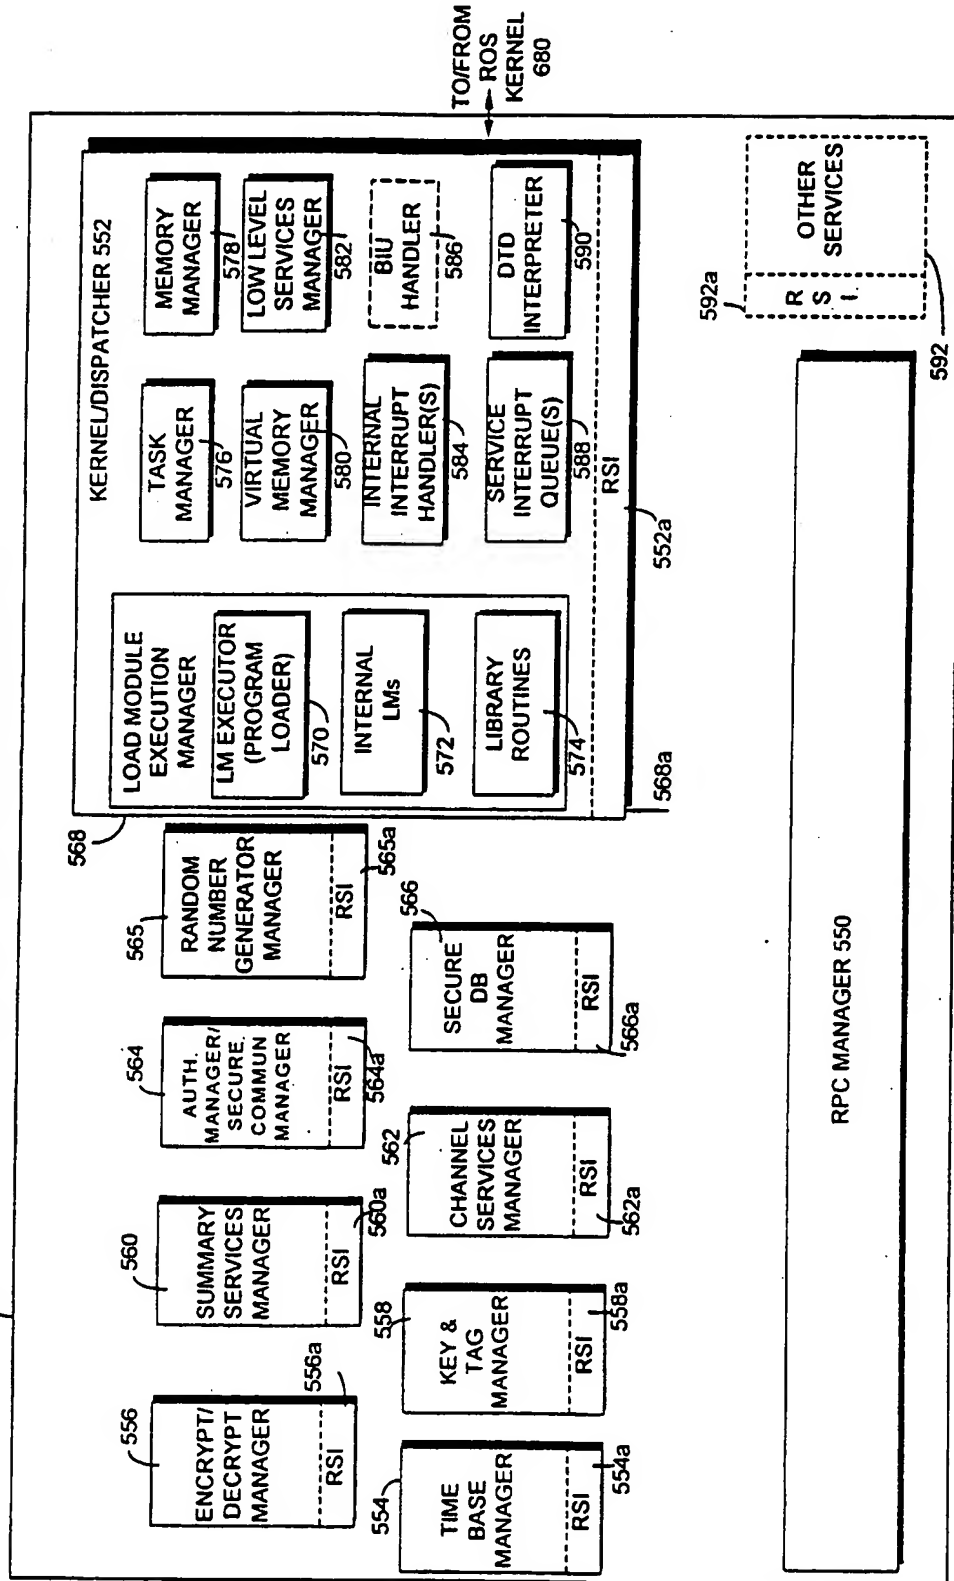 KERNEL/DISPATCHER 552
LOAD MODULE
EXECUTION
MANAGER
LM EXECUTOR
(PROGRAM
LOADER)
570
INTERNAL
LMs
572
LIBRARY
ROUTINES
574
568
568a
TASK
MANAGER
576
MEMORY
MANAGER
578
VIRTUAL
MEMORY
MANAGER
580
LOW LEVEL
SERVICES
MANAGER
582
INTERNAL
INTERRUPT
HANDLER(S)
584
BIU
HANDLER
586
SERVICE
INTERRUPT
QUEUE(S)
588
DTD
INTERPRETER
590
RSI
552a
TO/FROM
ROS
KERNEL
680
556
ENCRYPT/
DECRYPT
MANAGER
RSI
556a
560
SUMMARY
SERVICES
MANAGER
RSI
560a
564
AUTH.
MANAGER/
SECURE.
COMMUN
MANAGER
RSI
564a
565
RANDOM
NUMBER
GENERATOR
MANAGER
RSI
565a
554
TIME
BASE
MANAGER
RSI
554a
558
KEY &
TAG
MANAGER
RSI
558a
562
CHANNEL
SERVICES
MANAGER
RSI
562a
566
SECURE
DB
MANAGER
RSI
566a
592a
R
S
I
OTHER
SERVICES
592
RPC MANAGER 550